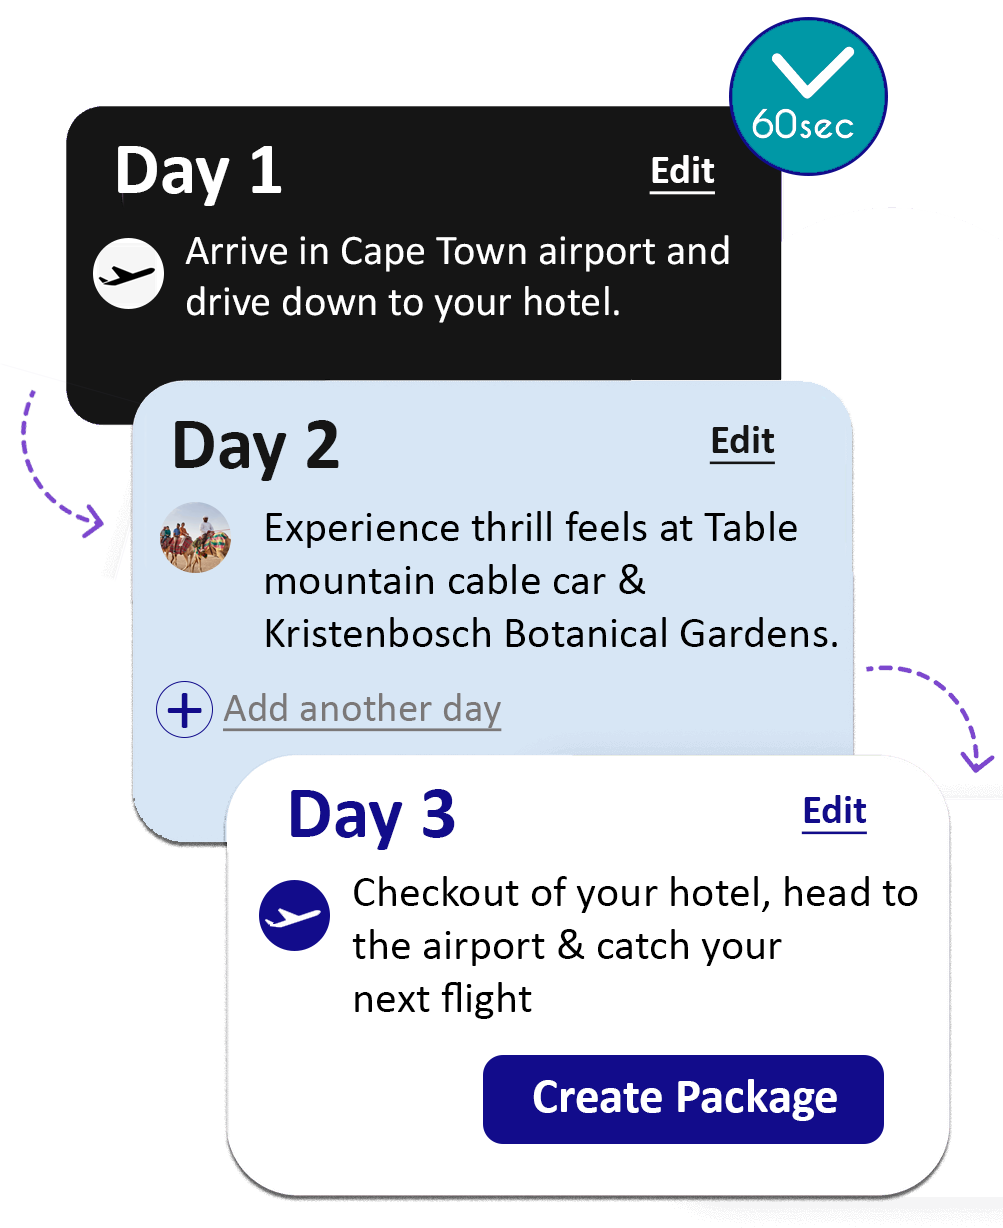 60sec
Day 1
Edit
Arrive in Cape Town airport and
drive down to your hotel.
Day 2
Edit
Experience thrill feels at Table
mountain cable car &
Kristenbosch Botanical Gardens.
Add another day
Day 3
Edit
Checkout of your hotel, head to
the airport & catch your
next flight
Create Package